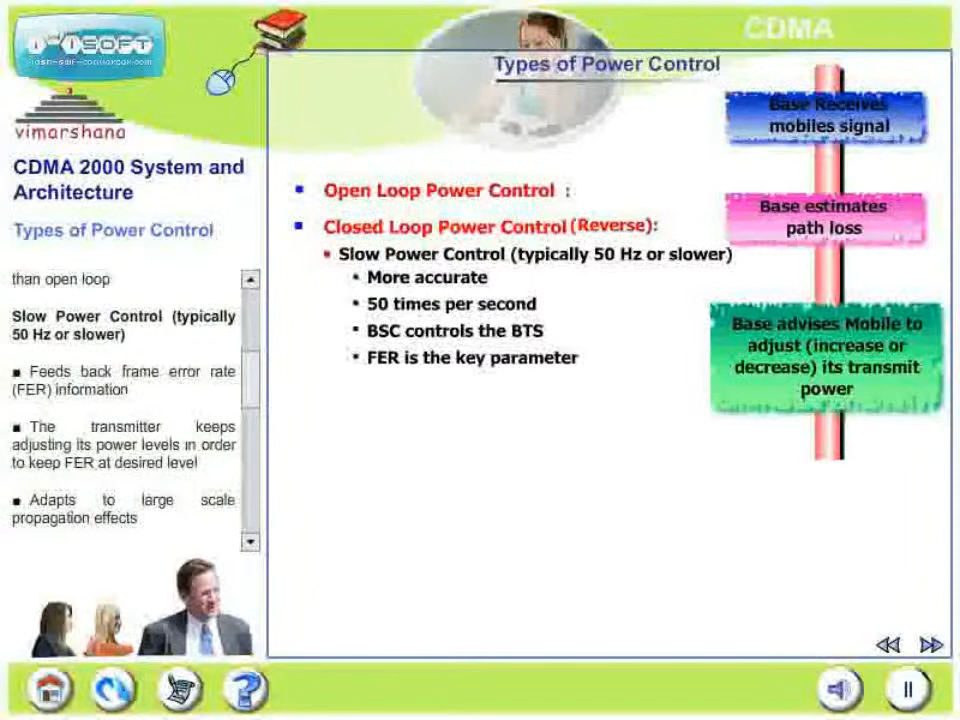 CDMA
Types of Power Control
vimarshana
CDMA 2000 System and
Architecture
Types of Power Control
than open loop
Slow Power Control (typically
50 Hz or slower)
■ Feeds back frame error rate
(FER) information
■ The transmitter keeps
adjusting its power levels in order
to keep FER at desired level
■ Adapts to large scale
propagation effects
Open Loop Power Control :
Closed Loop Power Control (Reverse):
• Slow Power Control (typically 50 Hz or slower)
• More accurate
• 50 times per second
• BSC controls the BTS
• FER is the key parameter
Base Receives
mobiles signal
Base estimates
path loss
Base advises Mobile to
adjust (increase or
decrease) its transmit
power